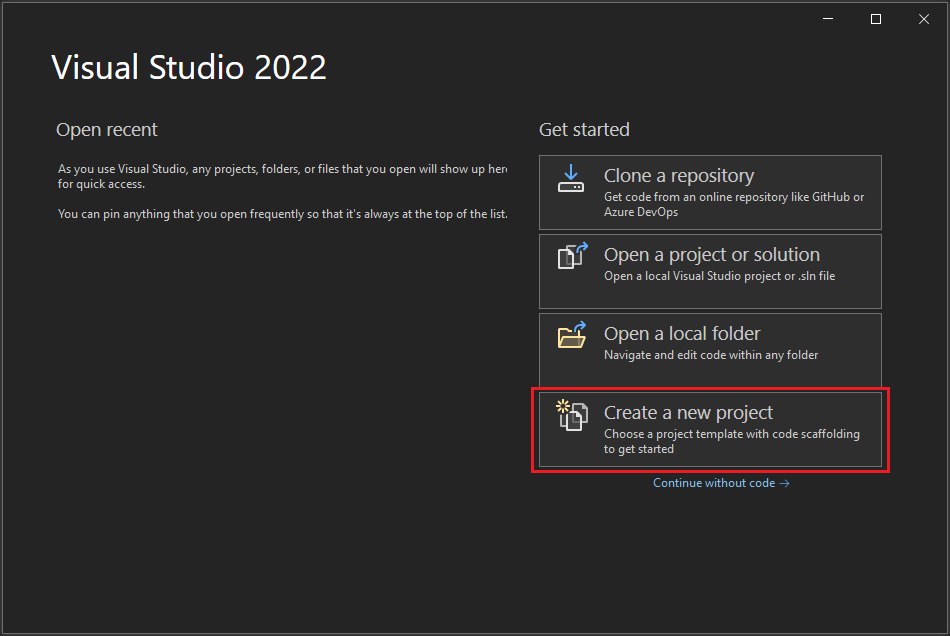 Visual Studio 2022
Open recent
As you use Visual Studio, any projects, folders, or files that you open will show up here
for quick access.
You can pin anything that you open frequently so that it's always at the top of the list.
Get started
Clone a repository
Get code from an online repository like GitHub or
Azure DevOps
Open a project or solution
Open a local Visual Studio project or .sln file
Open a local folder
Navigate and edit code within any folder
Create a new project
Choose a project template with code scaffolding
to get started
Continue without code →